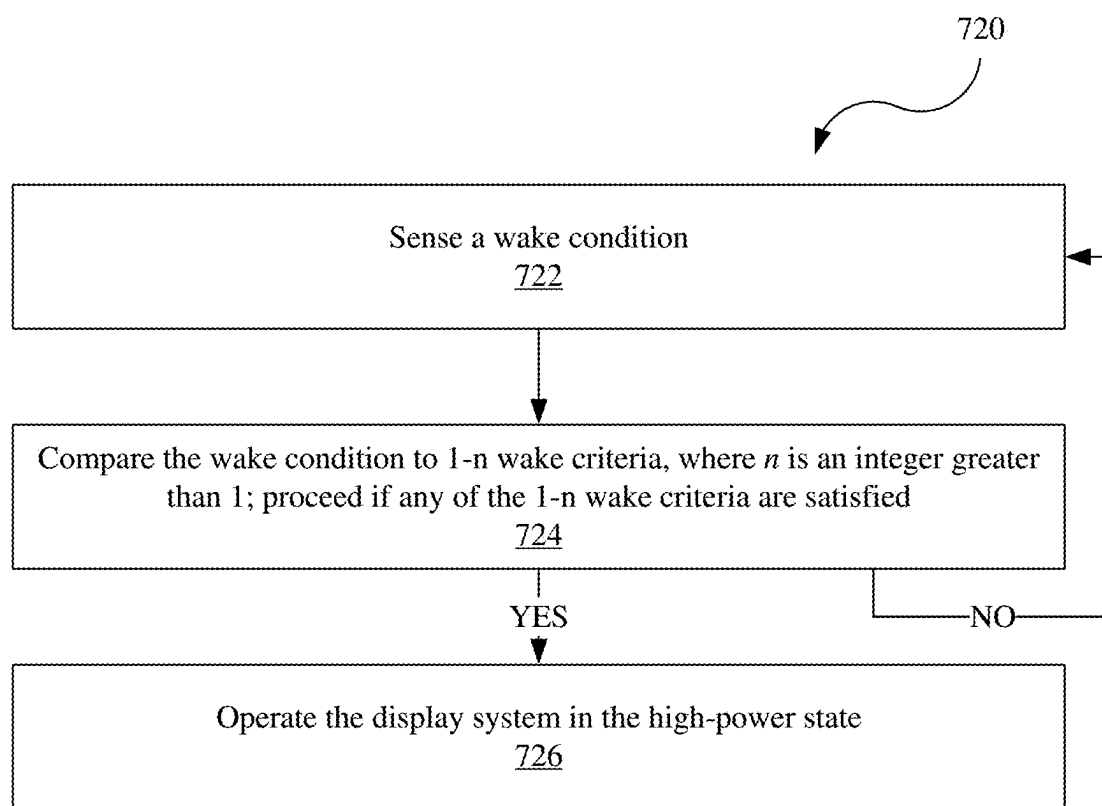 720
Sense a wake condition
722
Compare the wake condition to 1-n wake criteria, where n is an integer greater
than 1; proceed if any of the 1-n wake criteria are satisfied
724
YES
NO
Operate the display system in the high-power state
726